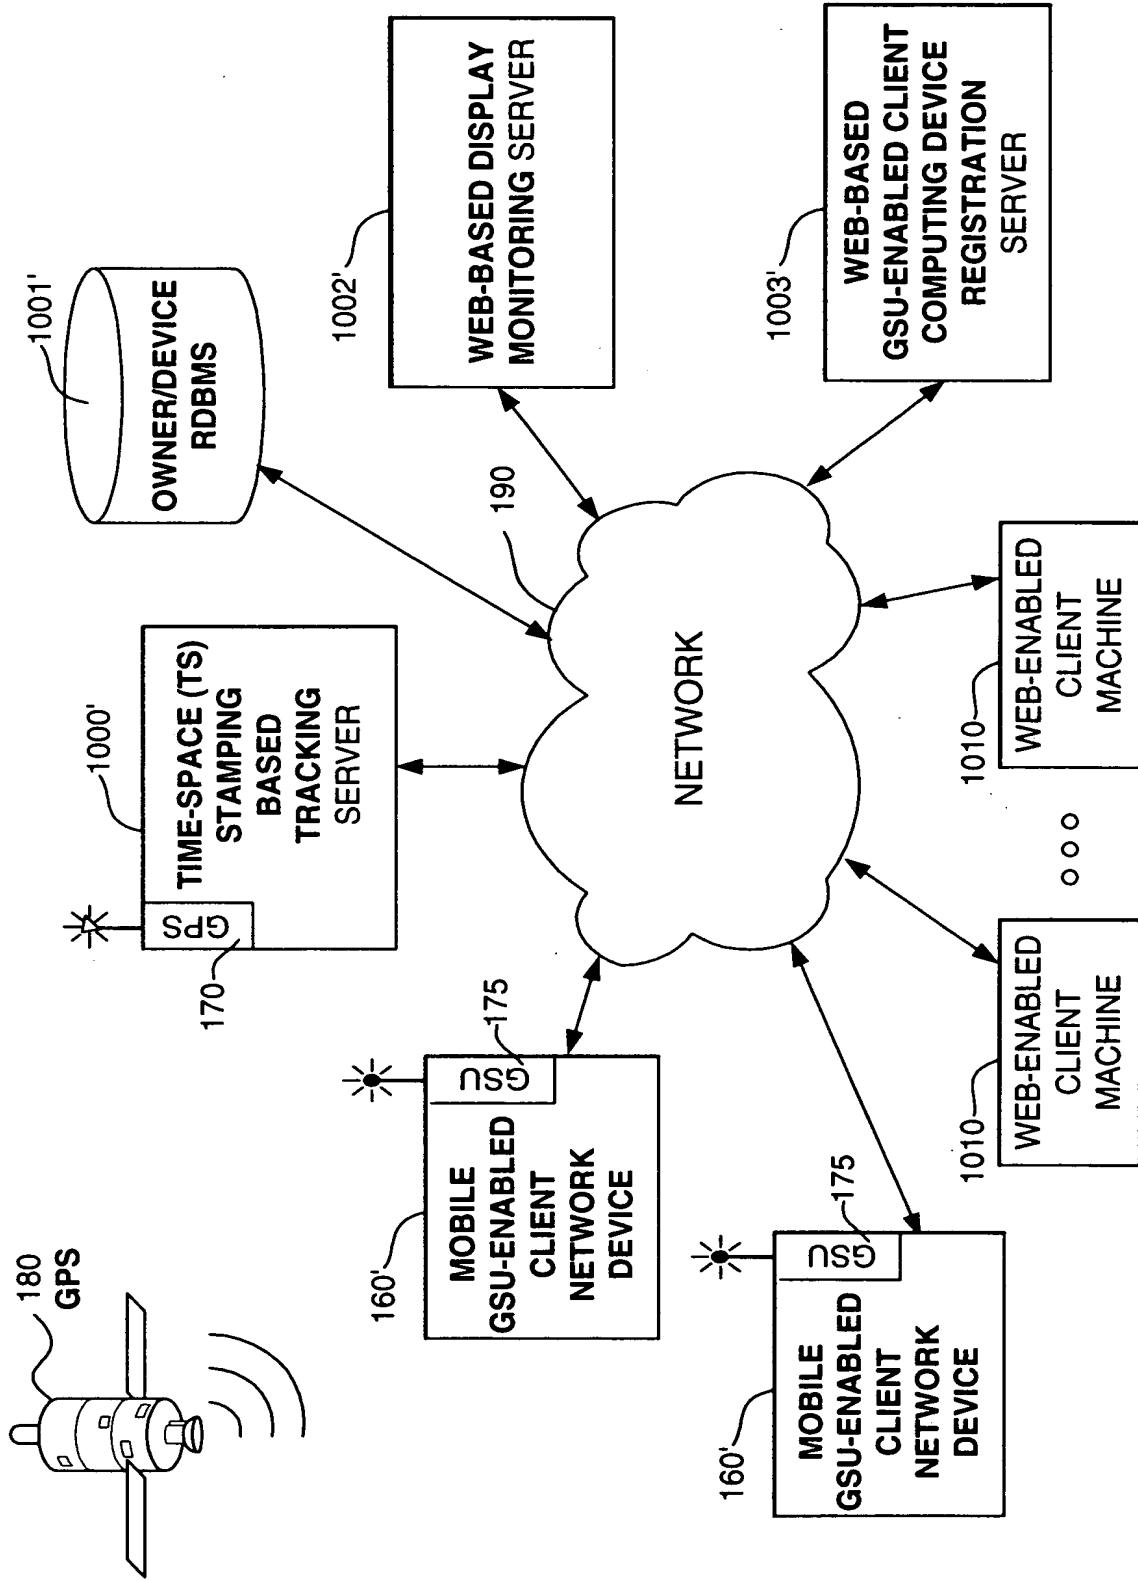 180
GPS
1000'
TIME-SPACE (TS)
STAMPING
BASED
TRACKING
SERVER
GPS
170
1001'
OWNER/DEVICE
RDBMS
1002'
WEB-BASED DISPLAY
MONITORING SERVER
160'
MOBILE
GSU-ENABLED
CLIENT
NETWORK
DEVICE
GSU
175
190
NETWORK
1003'
WEB-BASED
GSU-ENABLED CLIENT
COMPUTING DEVICE
REGISTRATION
SERVER
160'
MOBILE
GSU-ENABLED
CLIENT
NETWORK
DEVICE
GSU
175
1010
WEB-ENABLED
CLIENT
MACHINE
1010
WEB-ENABLED
CLIENT
MACHINE